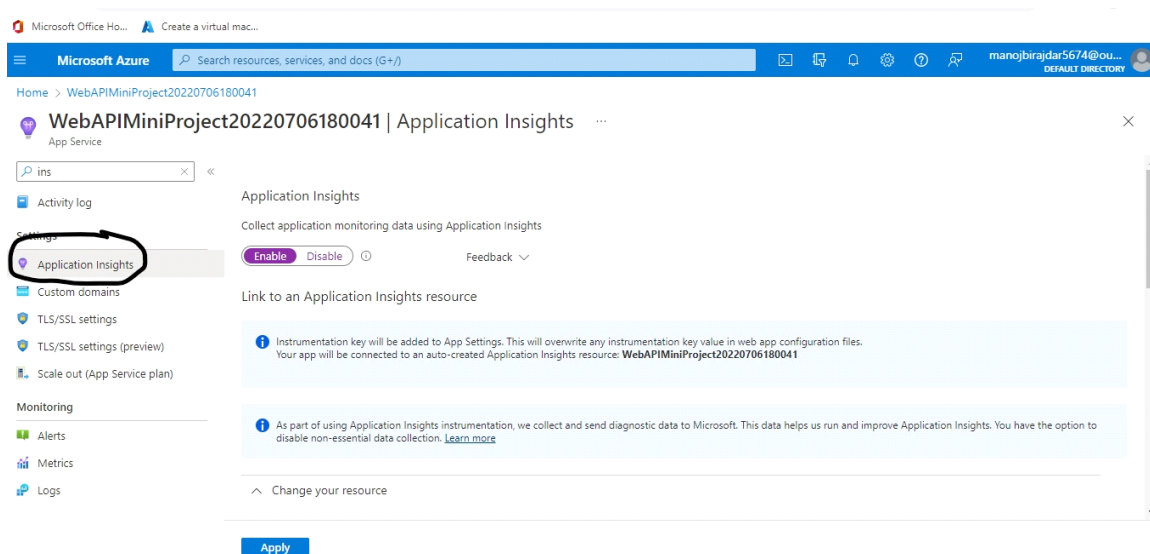 Microsoft Office Ho... Create a virtual mac...
Microsoft Azure Search resources, services, and docs (G+/) manojbirajdar5674@ou...
DEFAULT DIRECTORY
Home > WebAPIMiniProject20220706180041
WebAPIMiniProject20220706180041 | Application Insights ...
App Service
ins
Activity log
Settings
Application Insights
Custom domains
TLS/SSL settings
TLS/SSL settings (preview)
Scale out (App Service plan)
Monitoring
Alerts
Metrics
Logs
Application Insights
Collect application monitoring data using Application Insights
Enable Disable Feedback
Link to an Application Insights resource
Instrumentation key will be added to App Settings. This will overwrite any instrumentation key value in web app configuration files.
Your app will be connected to an auto-created Application Insights resource: WebAPIMiniProject20220706180041
As part of using Application Insights instrumentation, we collect and send diagnostic data to Microsoft. This data helps us run and improve Application Insights. You have the option to
disable non-essential data collection. Learn more
Change your resource
Apply